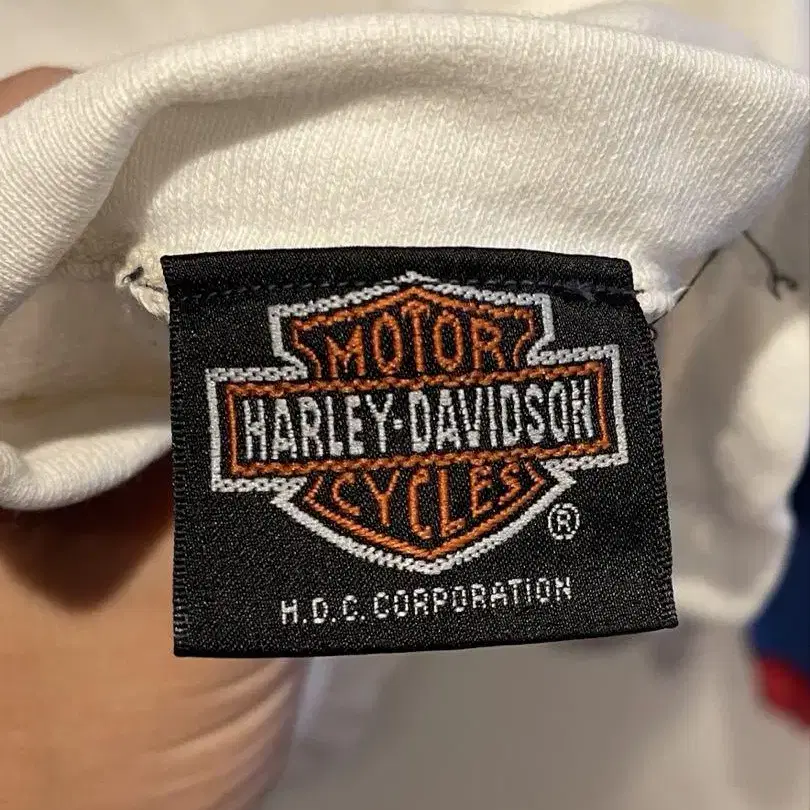 MOTOR
HARLEY-DAVIDSON
CYCLES
®
H.D.C. CORPORATION